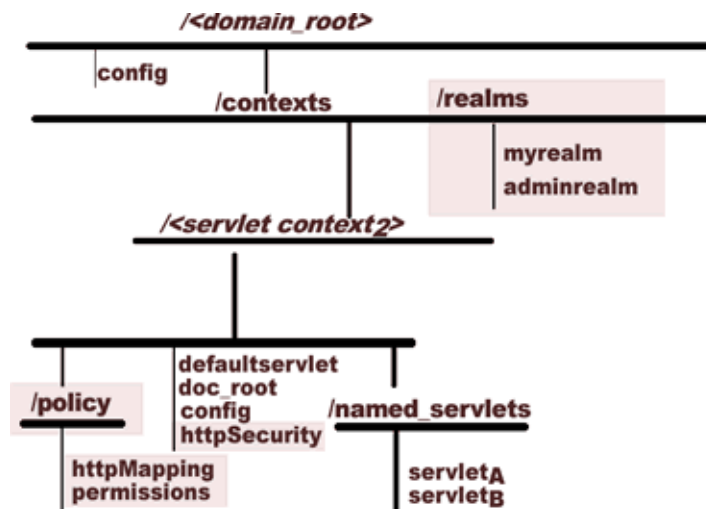 /<domain_root>
config
/contexts
/realms
myrealm
adminrealm
/<servlet context2>
defaultservlet
doc_root
config
httpSecurity
/policy
/named_servlets
httpMapping
permissions
servletA
servletB